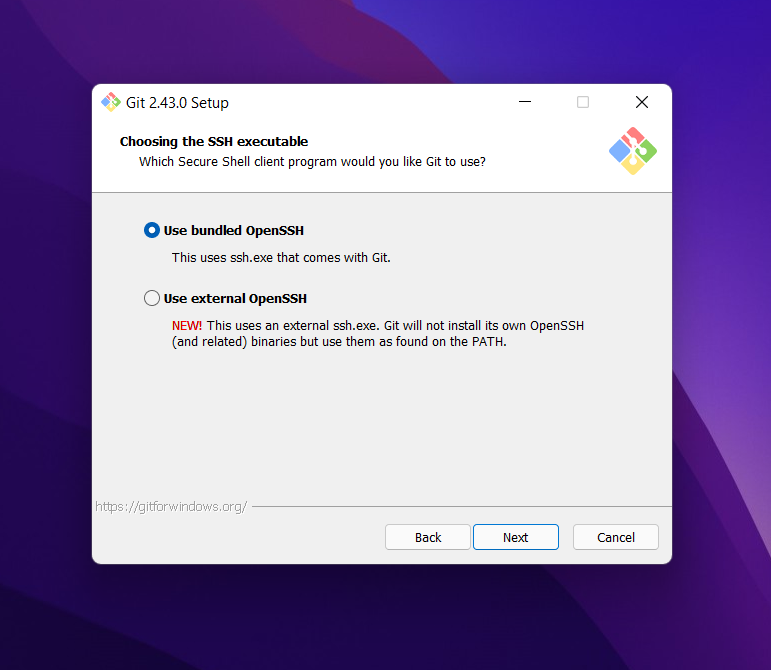 Git 2.43.0 Setup
Choosing the SSH executable
Which Secure Shell client program would you like Git to use?
Use bundled OpenSSH
This uses ssh.exe that comes with Git.
Use external OpenSSH
NEW! This uses an external ssh.exe. Git will not install its own OpenSSH
(and related) binaries but use them as found on the PATH.
https://gitforwindows.org/
Back Next Cancel